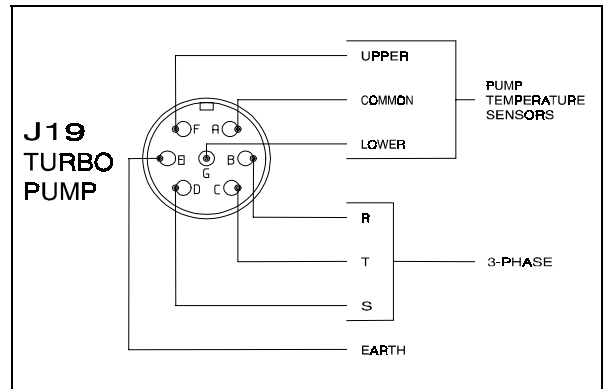 UPPER
COMMON
LOWER
PUMP
TEMPERATURE
SENSORS
J19
TURBO
PUMP
F A
E B
G
D C
R
T
S
3-PHASE
EARTH